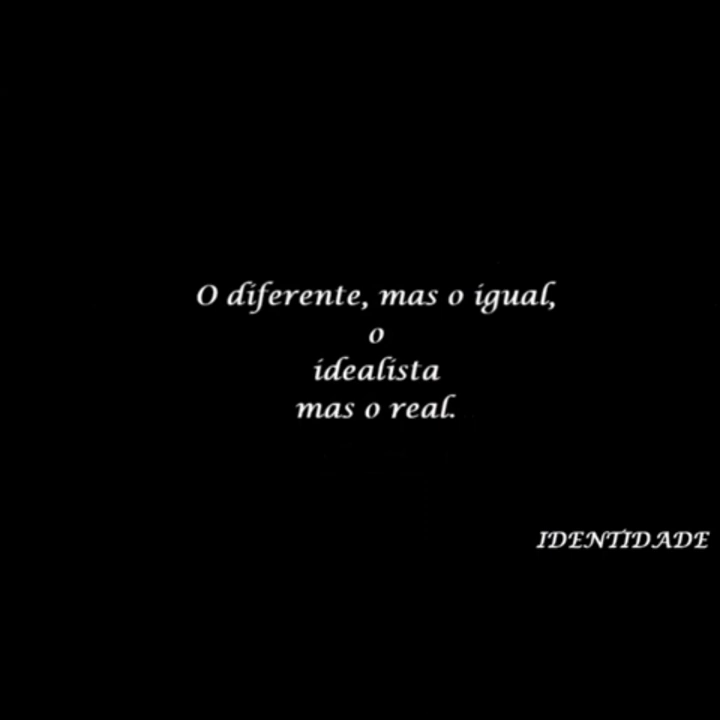 O diferente, mas o igual,
o
idealista
mas o real.
IDENTIDADE